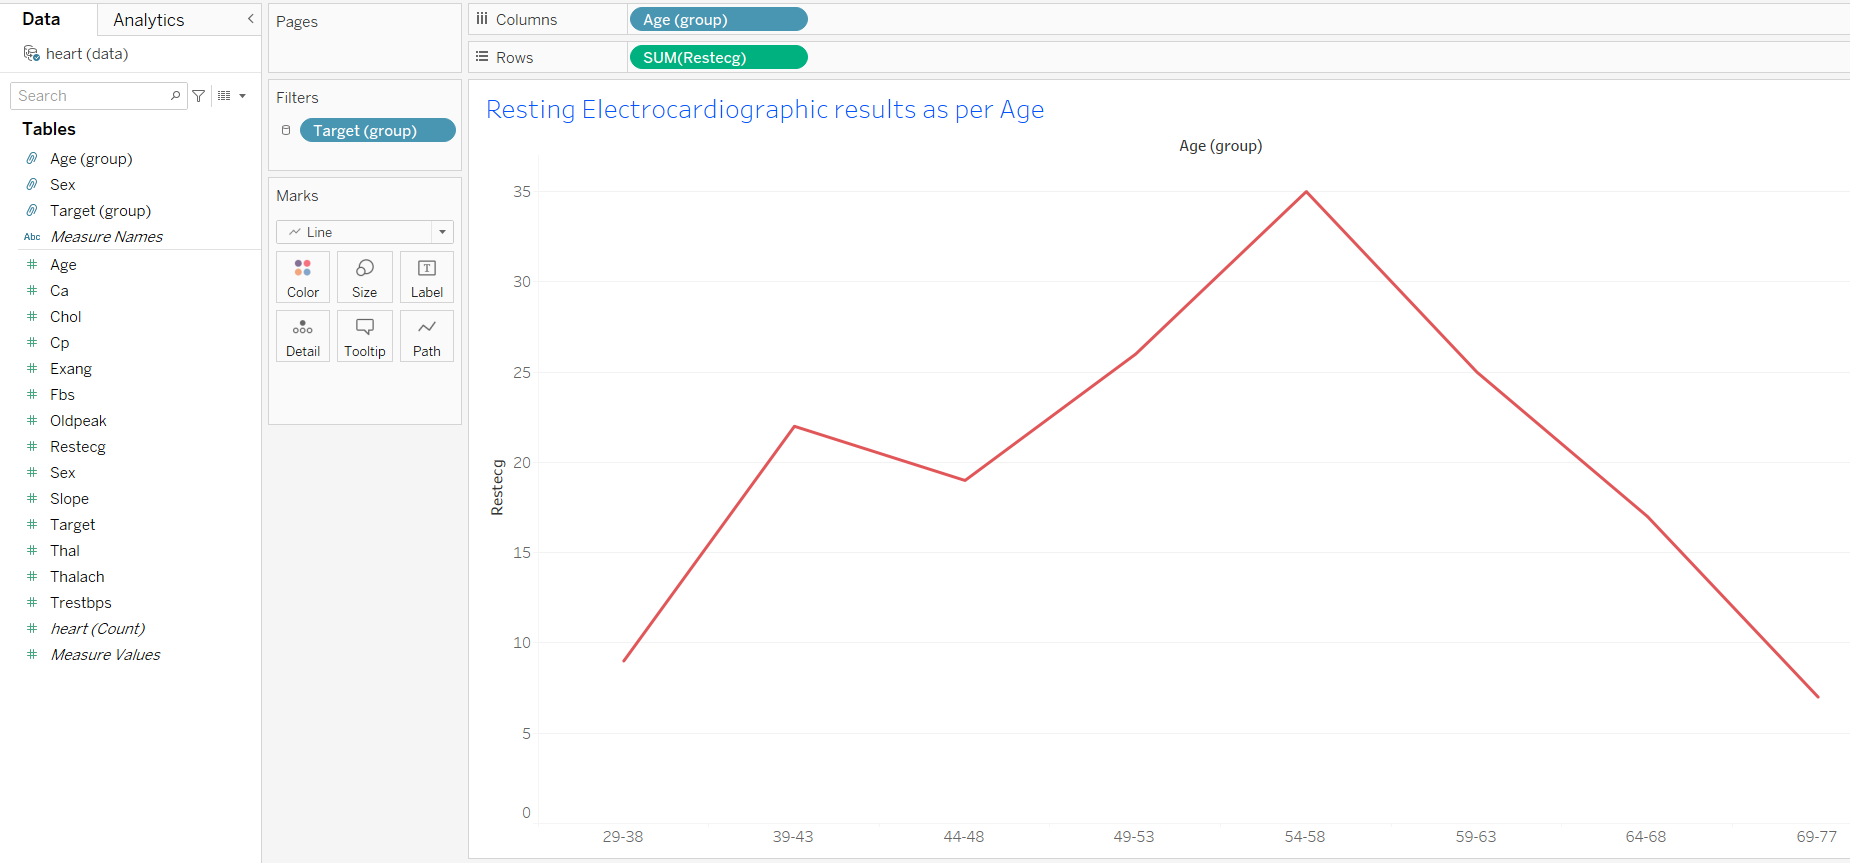 Data
Analytics
heart (data)
Search
Tables
Age (group)
Sex
Target (group)
Abc Measure Names
Age
Ca
Chol
Cp
Exang
Fbs
Oldpeak
Restecg
Sex
Slope
Target
Thal
Thalach
Trestbps
heart (Count)
Measure Values
Pages
Filters
Target (group)
Marks
Line
Color Size Label
Detail Tooltip Path
Columns Age (group)
Rows SUM(Restecg)
Resting Electrocardiographic results as per Age
Age (group)
35
30
25
20
15
10
5
0
Restecg
29-38 39-43 44-48 49-53 54-58 59-63 64-68 69-77